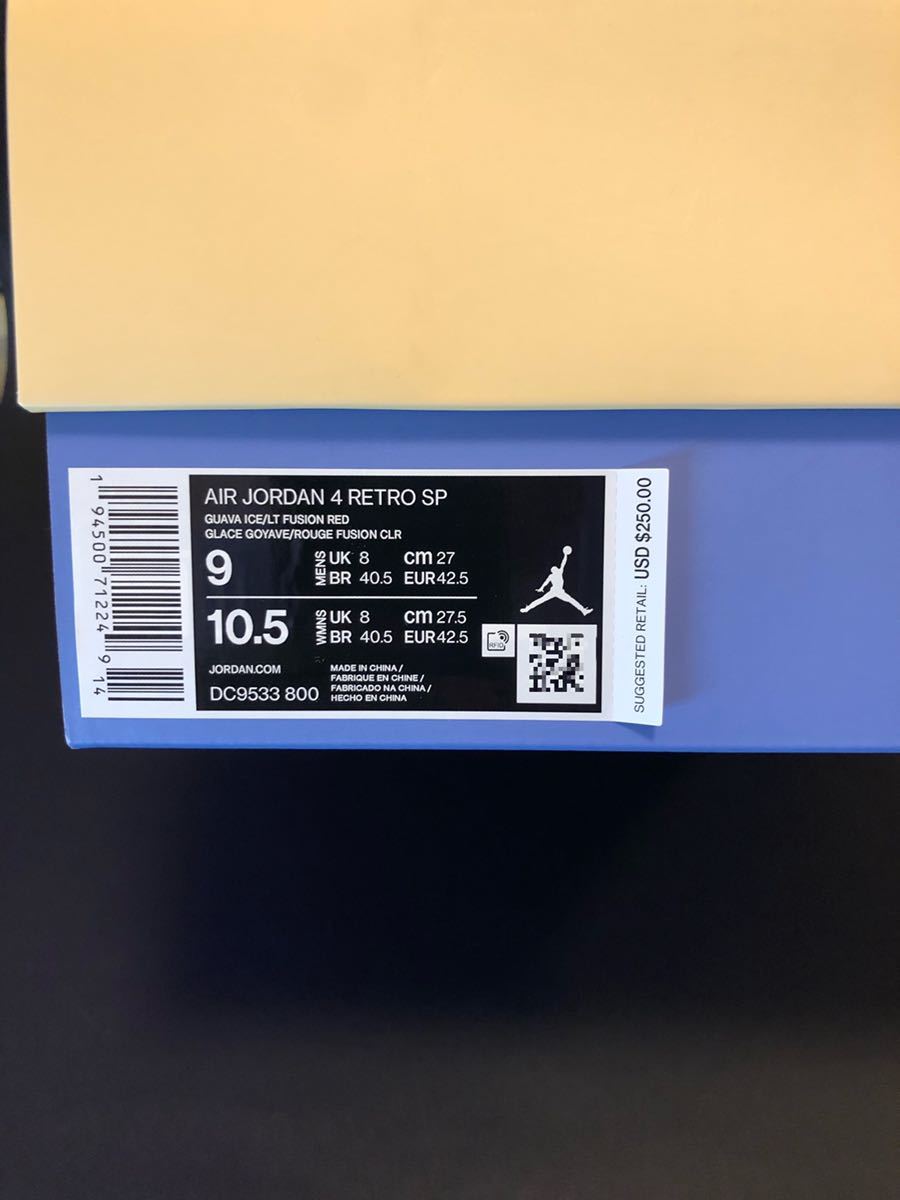 1 94500 71224 9 14
AIR JORDAN 4 RETRO SP
GUAVA ICE/LT FUSION RED
GLACE GOYAVE/ROUGE FUSION CLR
9 MENS UK 8 cm 27
BR 40.5 EUR 42.5
10.5 WMNS UK 8 cm 27.5
BR 40.5 EUR 42.5
RFID
JORDAN.COM
DC9533 800
MADE IN CHINA /
FABRIQUE EN CHINE /
FABRICADO NA CHINA /
HECHO EN CHINA
SUGGESTED RETAIL: USD $250.00